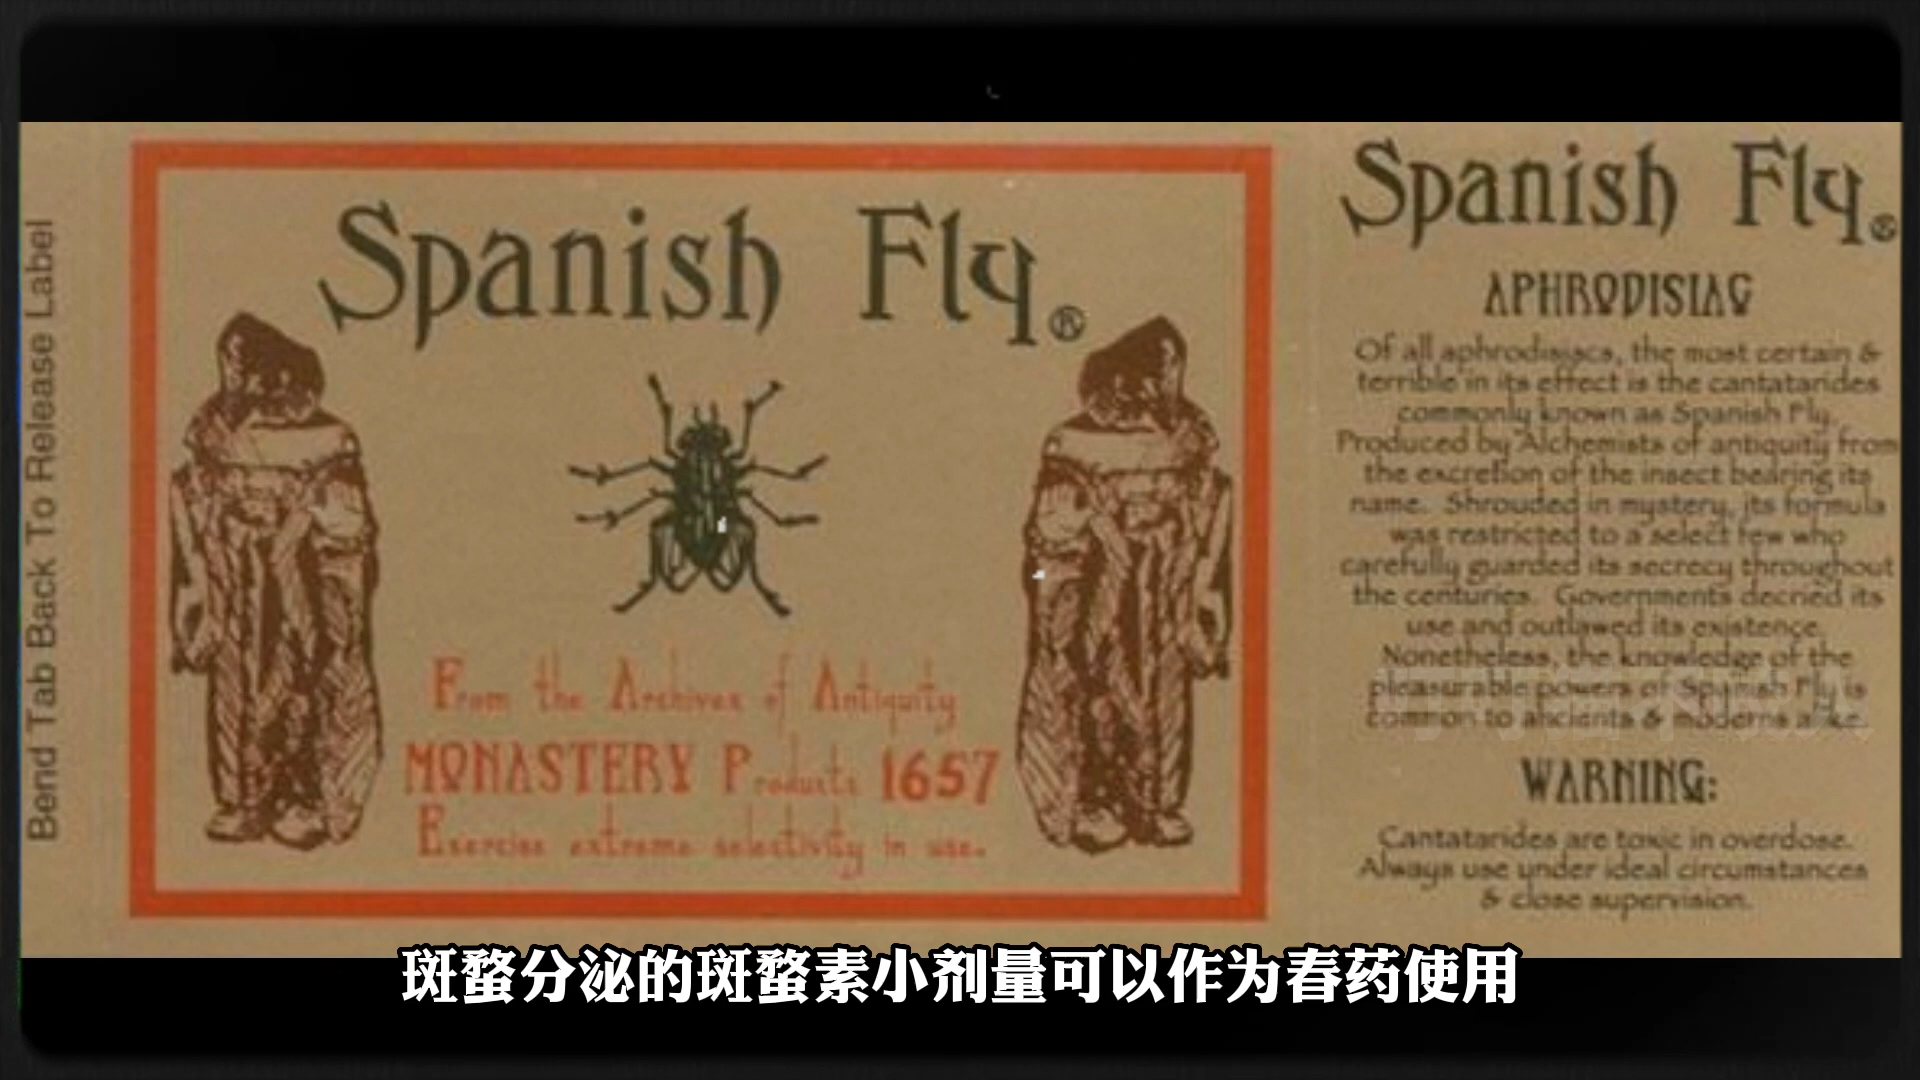 Bend Tab Back To Release Label
Spanish Fly®
From the Archives of Antiquity
MONASTERY Products 1657
Exercise extreme selectivity in use.
Spanish Fly®
APHRODISIAC
Of all aphrodisiacs, the most certain &
terrible in its effect is the cantatarides
commonly known as Spanish Fly.
Produced by Alchemists of antiquity from
the excretion of the insect bearing its
name. Shrouded in mystery, its formula
was restricted to a select few who
carefully guarded its secrecy throughout
the centuries. Governments decried its
use and outlawed its existence.
Nonetheless, the knowledge of the
pleasurable powers of Spanish Fly is
common to ancients & moderns alike.
WARNING:
Cantatarides are toxic in overdose.
Always use under ideal circumstances
& close supervision.
斑蝥分泌的斑蝥素小剂量可以作为春药使用